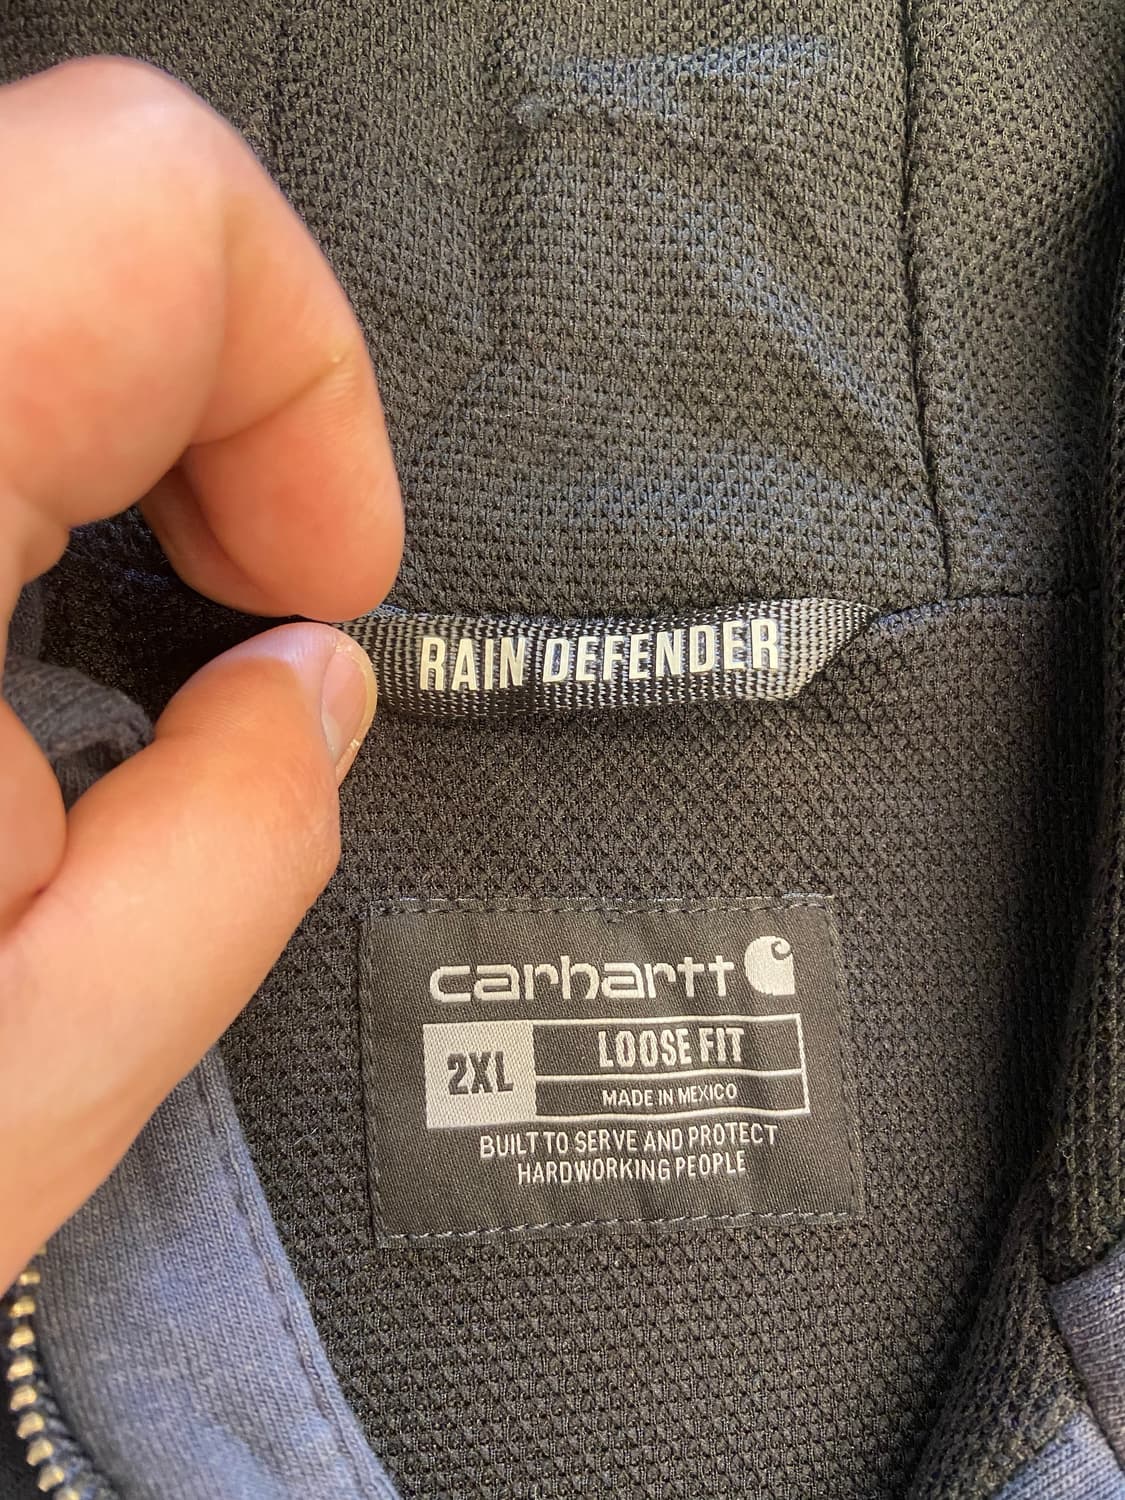 RAIN DEFENDER
carhartt
2XL
LOOSE FIT
MADE IN MEXICO
BUILT TO SERVE AND PROTECT
HARDWORKING PEOPLE